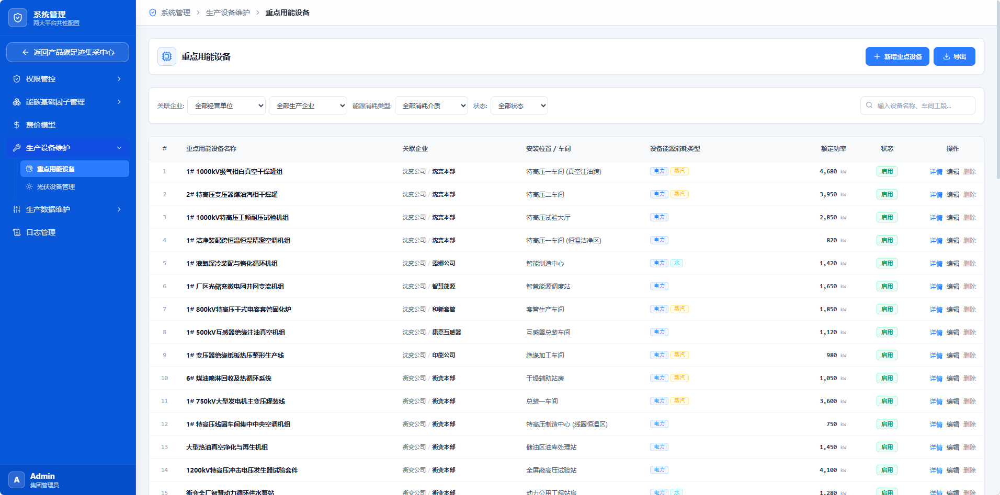 系统管理
两大平台共性配置
返回产品碳足迹集采中心
权限管控
能碳基础因子管理
费价模型
生产设备维护
重点用能设备
光伏设备管理
生产数据维护
日志管理
A
Admin
集团管理员
系统管理 > 生产设备维护 > 重点用能设备
重点用能设备
新增重点设备
导出
关联企业: 全部经营单位 全部生产企业 能源消耗类型: 全部消耗介质 状态: 全部状态 输入设备名称、车间工段...
# 重点用能设备名称 关联企业 安装位置 / 车间 设备能源消耗类型 额定功率 状态 操作
1 1# 1000kV级气相白真空干燥罐组 沈变公司 / 沈变本部 特高压一车间 (真空注油跨) 电力 蒸汽 4,680 kW 启用 详情 编辑 删除
2 2# 特高压变压器煤油汽相干燥罐 沈变公司 / 沈变本部 特高压二车间 电力 蒸汽 3,950 kW 启用 详情 编辑 删除
3 1# 1000kV特高压工频耐压试验机组 沈变公司 / 沈变本部 特高压试验大厅 电力 2,850 kW 启用 详情 编辑 删除
4 1# 洁净装配跨恒温恒湿精密空调机组 沈变公司 / 沈变本部 特高压一车间 (恒温洁净区) 电力 820 kW 启用 详情 编辑 删除
5 1# 液氮深冷装配与惰化循环机组 沈变公司 / 露娜公司 智能制造中心 电力 水 1,420 kW 启用 详情 编辑 删除
6 1# 厂区光储充微电网并网变流机组 沈变公司 / 智慧能源 智慧能源调度站 电力 1,650 kW 启用 详情 编辑 删除
7 1# 800kV特高压干式电容套管固化炉 沈变公司 / 和新套管 套管生产车间 电力 蒸汽 1,850 kW 启用 详情 编辑 删除
8 1# 500kV互感器绝缘注油真空机组 沈变公司 / 康嘉互感器 互感器总装车间 电力 1,120 kW 启用 详情 编辑 删除
9 1# 变压器绝缘纸板热压整形生产线 沈变公司 / 印能公司 绝缘加工车间 电力 蒸汽 980 kW 启用 详情 编辑 删除
10 6# 煤油喷淋回收及热循环系统 衡变公司 / 衡变本部 干燥辅助站房 电力 蒸汽 1,050 kW 启用 详情 编辑 删除
11 1# 750kV大型发电机主变压罐装线 衡变公司 / 衡变本部 总装一车间 电力 蒸汽 3,600 kW 启用 详情 编辑 删除
12 1# 特高压线圈车间集中中央空调机组 衡变公司 / 衡变本部 特高压制造中心 (线圈恒温区) 电力 750 kW 启用 详情 编辑 删除
13 大型热油真空净化与再生机组 衡变公司 / 衡变本部 储油区油库处理站 电力 1,450 kW 启用 详情 编辑 删除
14 1200kV特高压冲击电压发生器试验套件 衡变公司 / 衡变本部 全屏蔽高压试验站 电力 4,100 kW 启用 详情 编辑 删除
15 衡变全厂智慧动力循环供水泵站 衡变公司 / 衡变本部 动力公用工程站房 电力 水 1,280 kW 启用 详情 编辑 删除